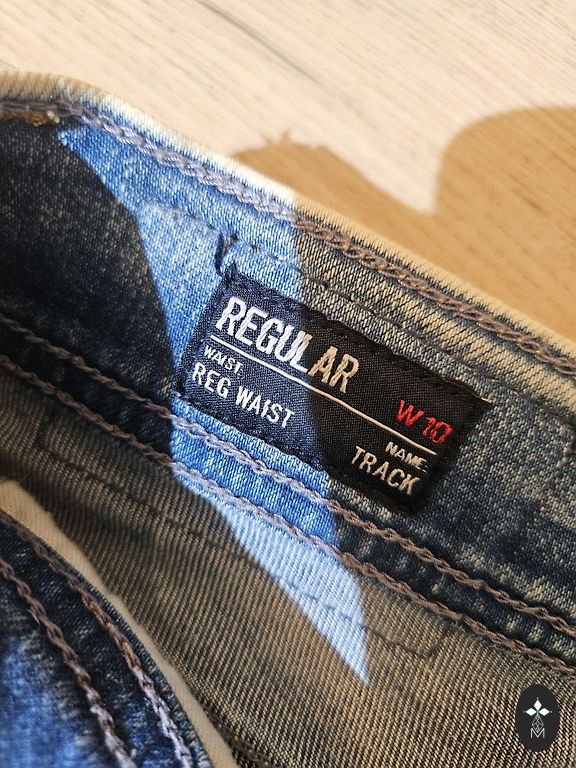 REGULAR
WAIST.
REG WAIST
W 10
NAME.
TRACK
M